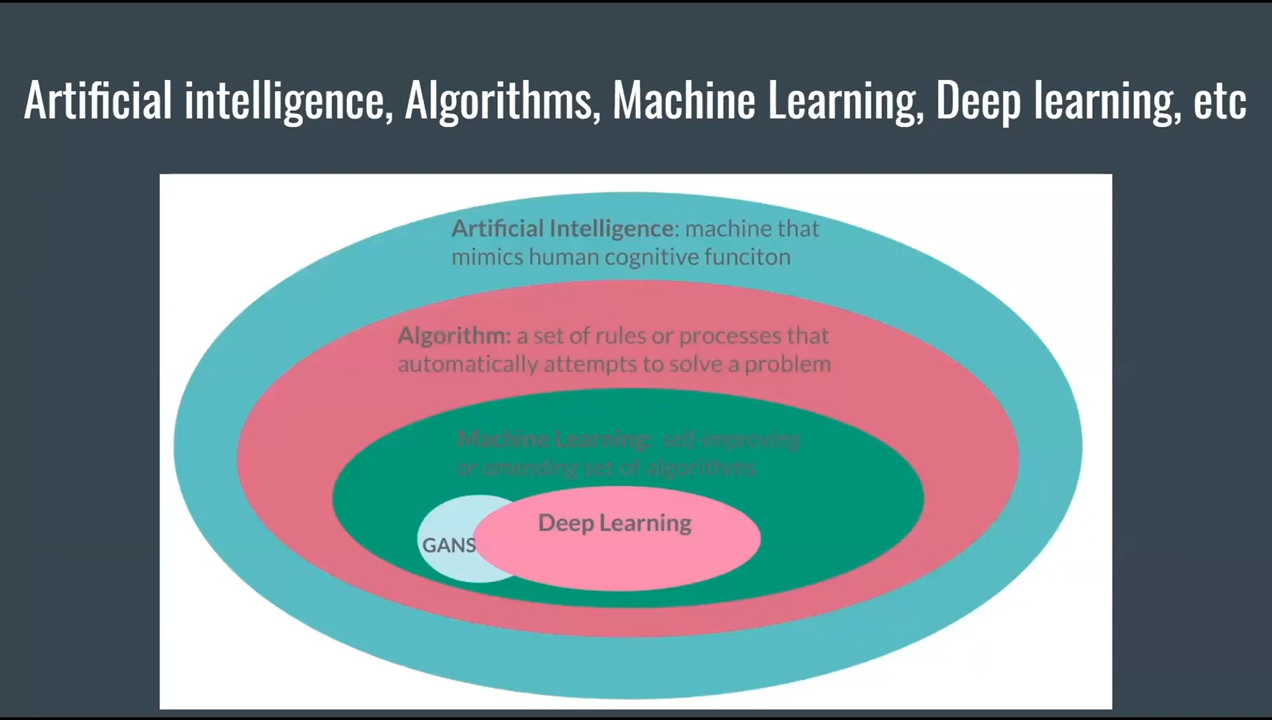 Artificial intelligence, Algorithms, Machine Learning, Deep learning, etc
Artificial Intelligence: machine that
mimics human cognitive funciton
Algorithm: a set of rules or processes that
automatically attempts to solve a problem
Machine Learning: self-improving
or amending set of algorithms
Deep Learning
GANS